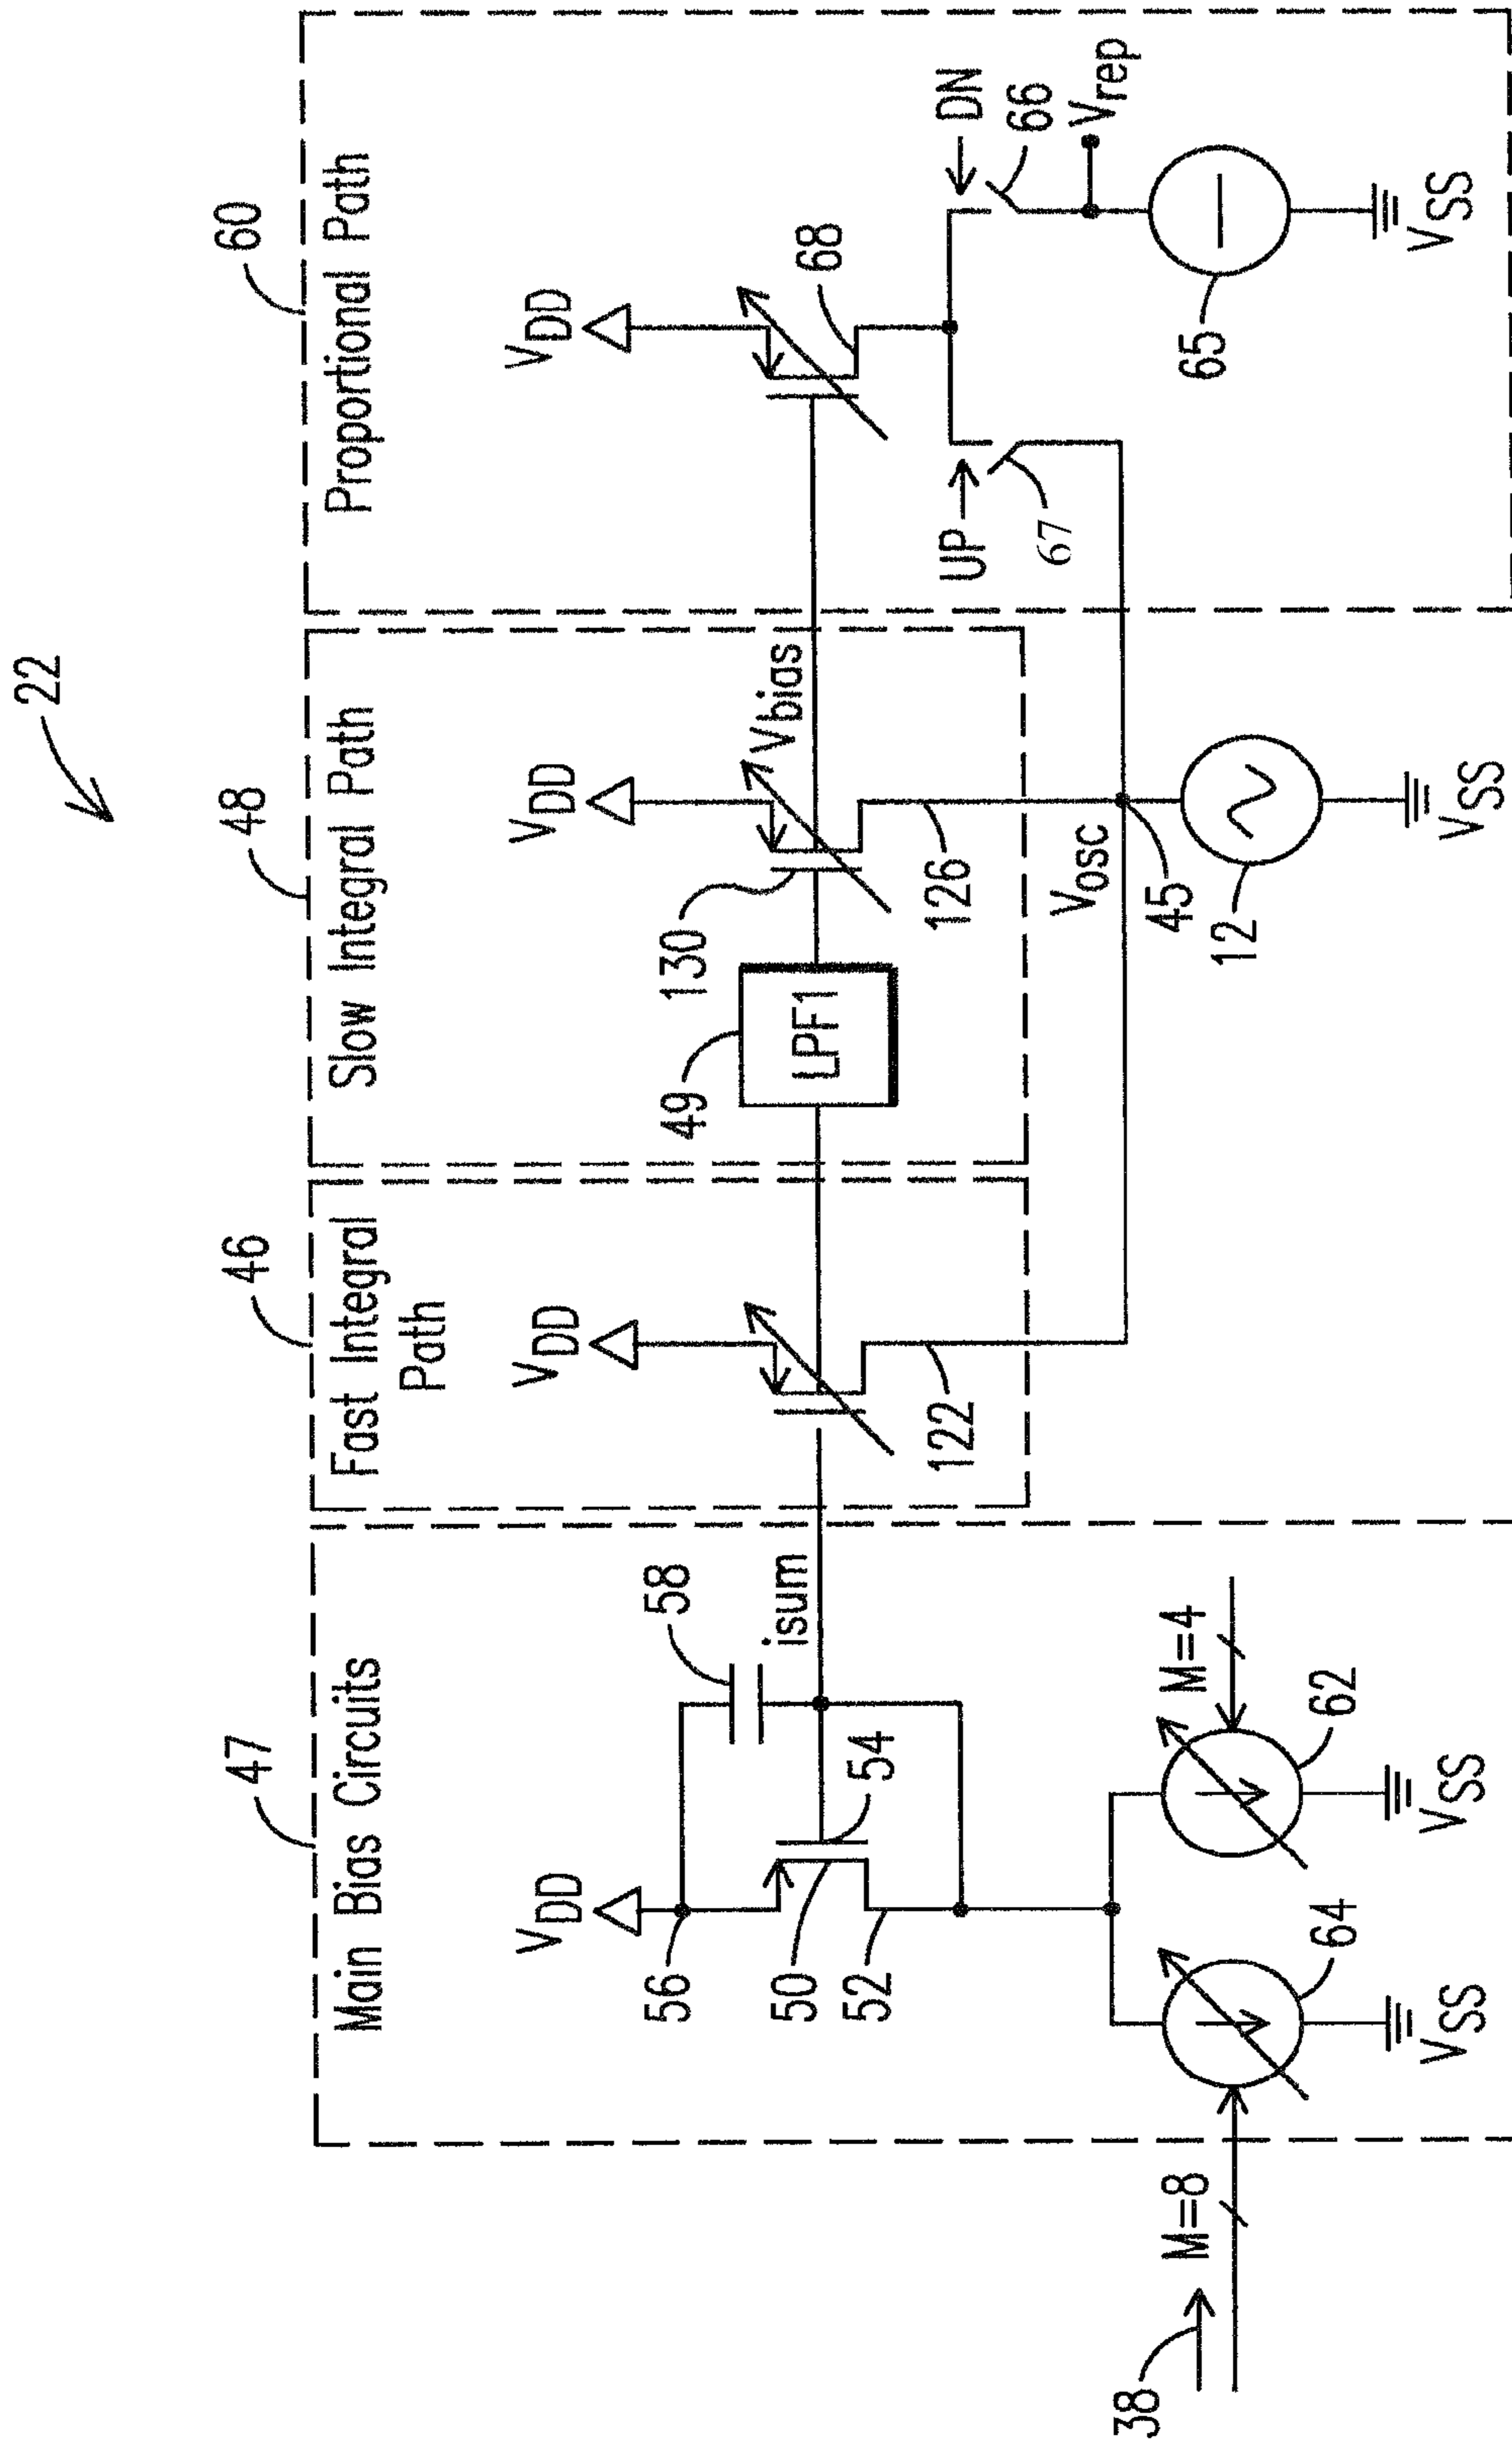 22
47
Main Bias Circuits
VDD
56
50
52
54
58
isum
38
M=8
64
VSS
M=4
62
VSS
46
Fast Integral
Path
VDD
122
48
Slow Integral Path
VDD
49
LPF1
130
Vbias
126
Vosc
45
12
VSS
60
Proportional Path
VDD
68
UP
67
DN
66
Vrep
65
VSS